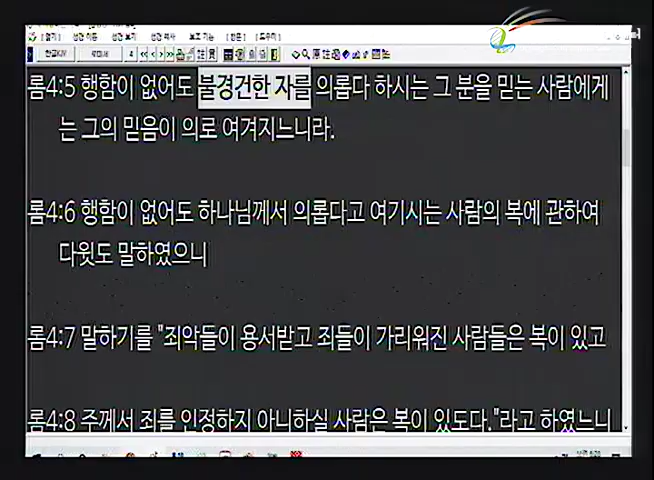 롬4:5 행함이 없어도 불경건한 자를 의롭다 하시는 그 분을 믿는 사람에게
는 그의 믿음이 의로 여겨지느니라.
롬4:6 행함이 없어도 하나님께서 의롭다고 여기시는 사람의 복에 관하여
다윗도 말하였으니
롬4:7 말하기를 "죄악들이 용서받고 죄들이 가리워진 사람들은 복이 있고
롬4:8 주께서 죄를 인정하지 아니하실 사람은 복이 있도다."라고 하였느니